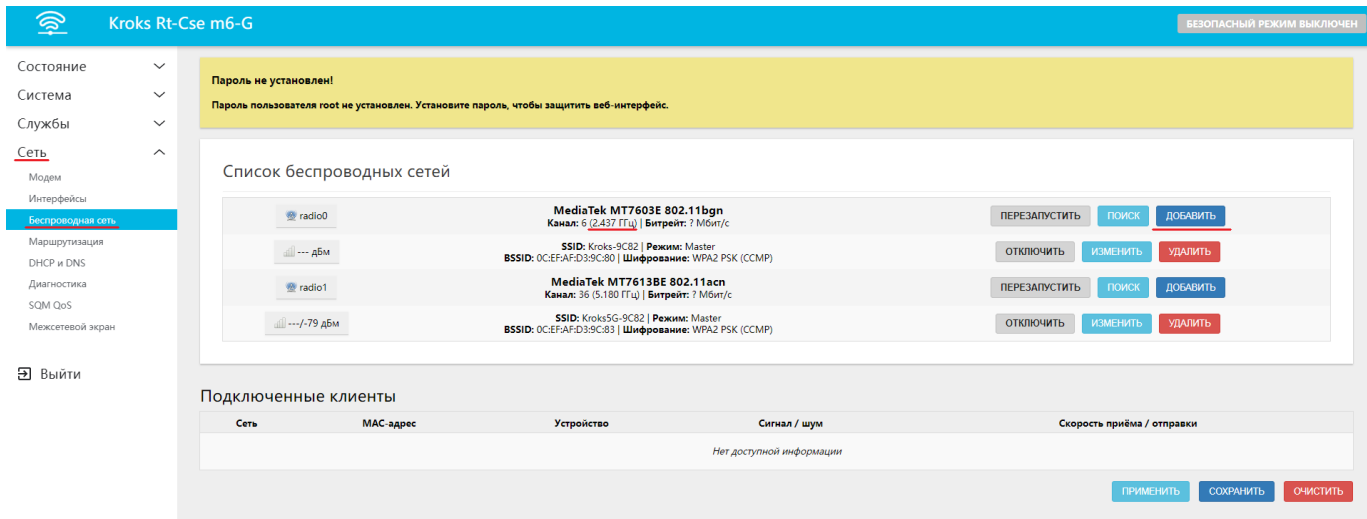 Kroks Rt-Cse m6-G
БЕЗОПАСНЫЙ РЕЖИМ ВЫКЛЮЧЕН
Состояние
Система
Службы
Сеть
Модем
Интерфейсы
Беспроводная сеть
Маршрутизация
DHCP и DNS
Диагностика
SQM QoS
Межсетевой экран
Выйти
Пароль не установлен!
Пароль пользователя root не установлен. Установите пароль, чтобы защитить веб-интерфейс.
Список беспроводных сетей
radio0
MediaTek MT7603E 802.11bgn
Канал: 6 (2.437 ГГц) | Битрейт: ? Мбит/с
ПЕРЕЗАПУСТИТЬ ПОИСК ДОБАВИТЬ
--- дБм
SSID: Kroks-9C82 | Режим: Master
BSSID: 0C:EF:AF:D3:9C:80 | Шифрование: WPA2 PSK (CCMP)
ОТКЛЮЧИТЬ ИЗМЕНИТЬ УДАЛИТЬ
radio1
MediaTek MT7613BE 802.11acn
Канал: 36 (5.180 ГГц) | Битрейт: ? Мбит/с
ПЕРЕЗАПУСТИТЬ ПОИСК ДОБАВИТЬ
---/-79 дБм
SSID: Kroks5G-9C82 | Режим: Master
BSSID: 0C:EF:AF:D3:9C:83 | Шифрование: WPA2 PSK (CCMP)
ОТКЛЮЧИТЬ ИЗМЕНИТЬ УДАЛИТЬ
Подключенные клиенты
Сеть MAC-адрес Устройство Сигнал / шум Скорость приёма / отправки
Нет доступной информации
ПРИМЕНИТЬ СОХРАНИТЬ ОЧИСТИТЬ